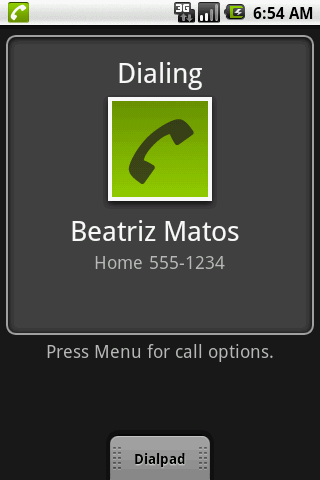 3G 6:54 AM
Dialing
Beatriz Matos
Home 555-1234
Press Menu for call options.
Dialpad